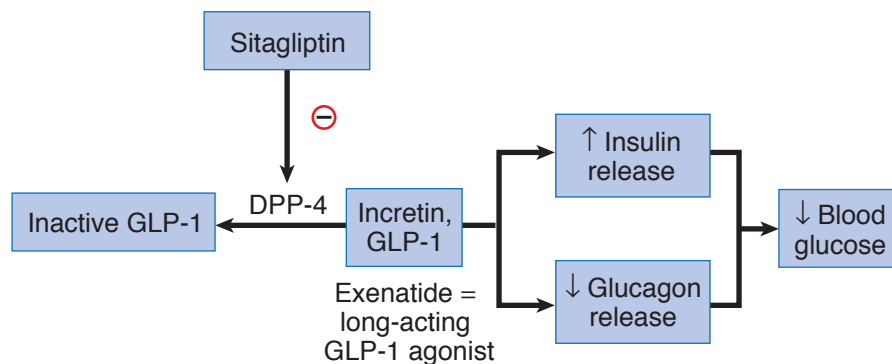 Sitagliptin
−
↑ Insulin
release
DPP-4
Inactive GLP-1
Incretin,
GLP-1
↓ Blood
glucose
Exenatide =
long-acting
GLP-1 agonist
↓ Glucagon
release